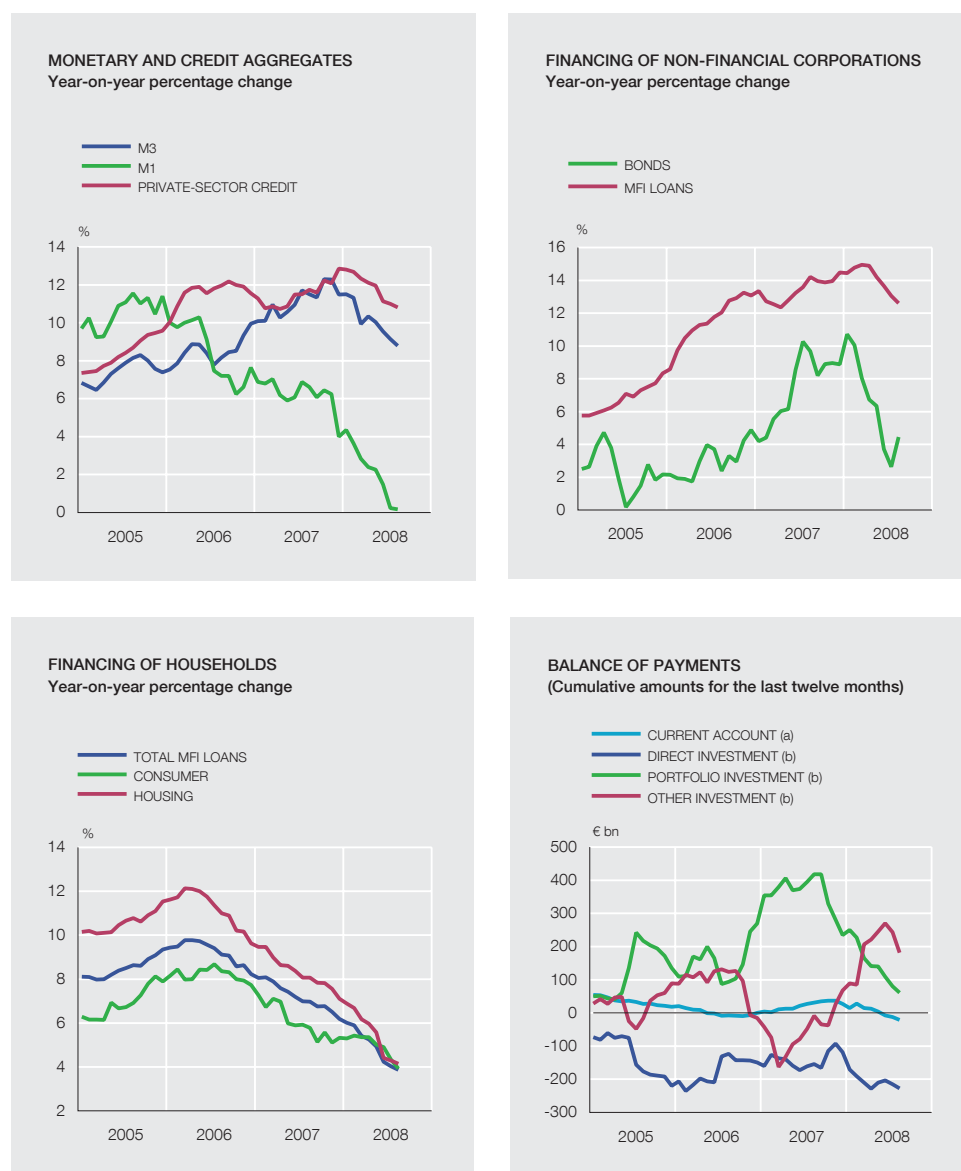 MONETARY AND CREDIT AGGREGATES
Year-on-year percentage change
M3
M1
PRIVATE-SECTOR CREDIT
%
14
12
10
8
6
4
2
0
2005 2006 2007 2008
FINANCING OF NON-FINANCIAL CORPORATIONS
Year-on-year percentage change
BONDS
MFI LOANS
%
16
14
12
10
8
6
4
2
0
2005 2006 2007 2008
FINANCING OF HOUSEHOLDS
Year-on-year percentage change
TOTAL MFI LOANS
CONSUMER
HOUSING
%
14
12
10
8
6
4
2
2005 2006 2007 2008
BALANCE OF PAYMENTS
(Cumulative amounts for the last twelve months)
CURRENT ACCOUNT (a)
DIRECT INVESTMENT (b)
PORTFOLIO INVESTMENT (b)
OTHER INVESTMENT (b)
€ bn
500
400
300
200
100
0
-100
-200
-300
2005 2006 2007 2008